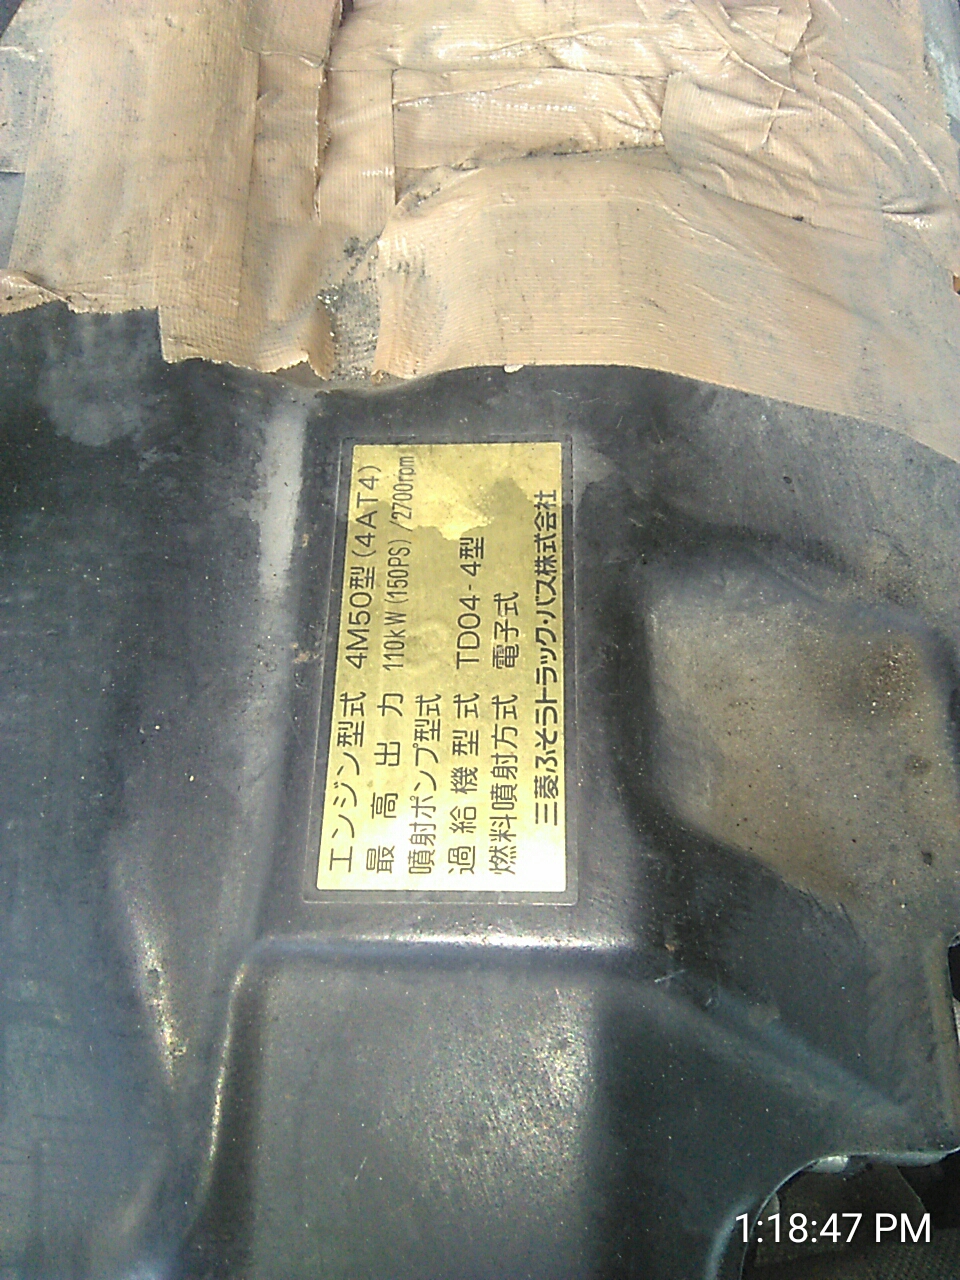 エンジン型式 4M50型(4AT4)
最高出力 110kW(150PS)/2700rpm
噴射ポンプ型式
過給機型式 TD04-4型
燃料噴射方式 電子式
三菱ふそうトラック・バス株式会社
1:18:47 PM